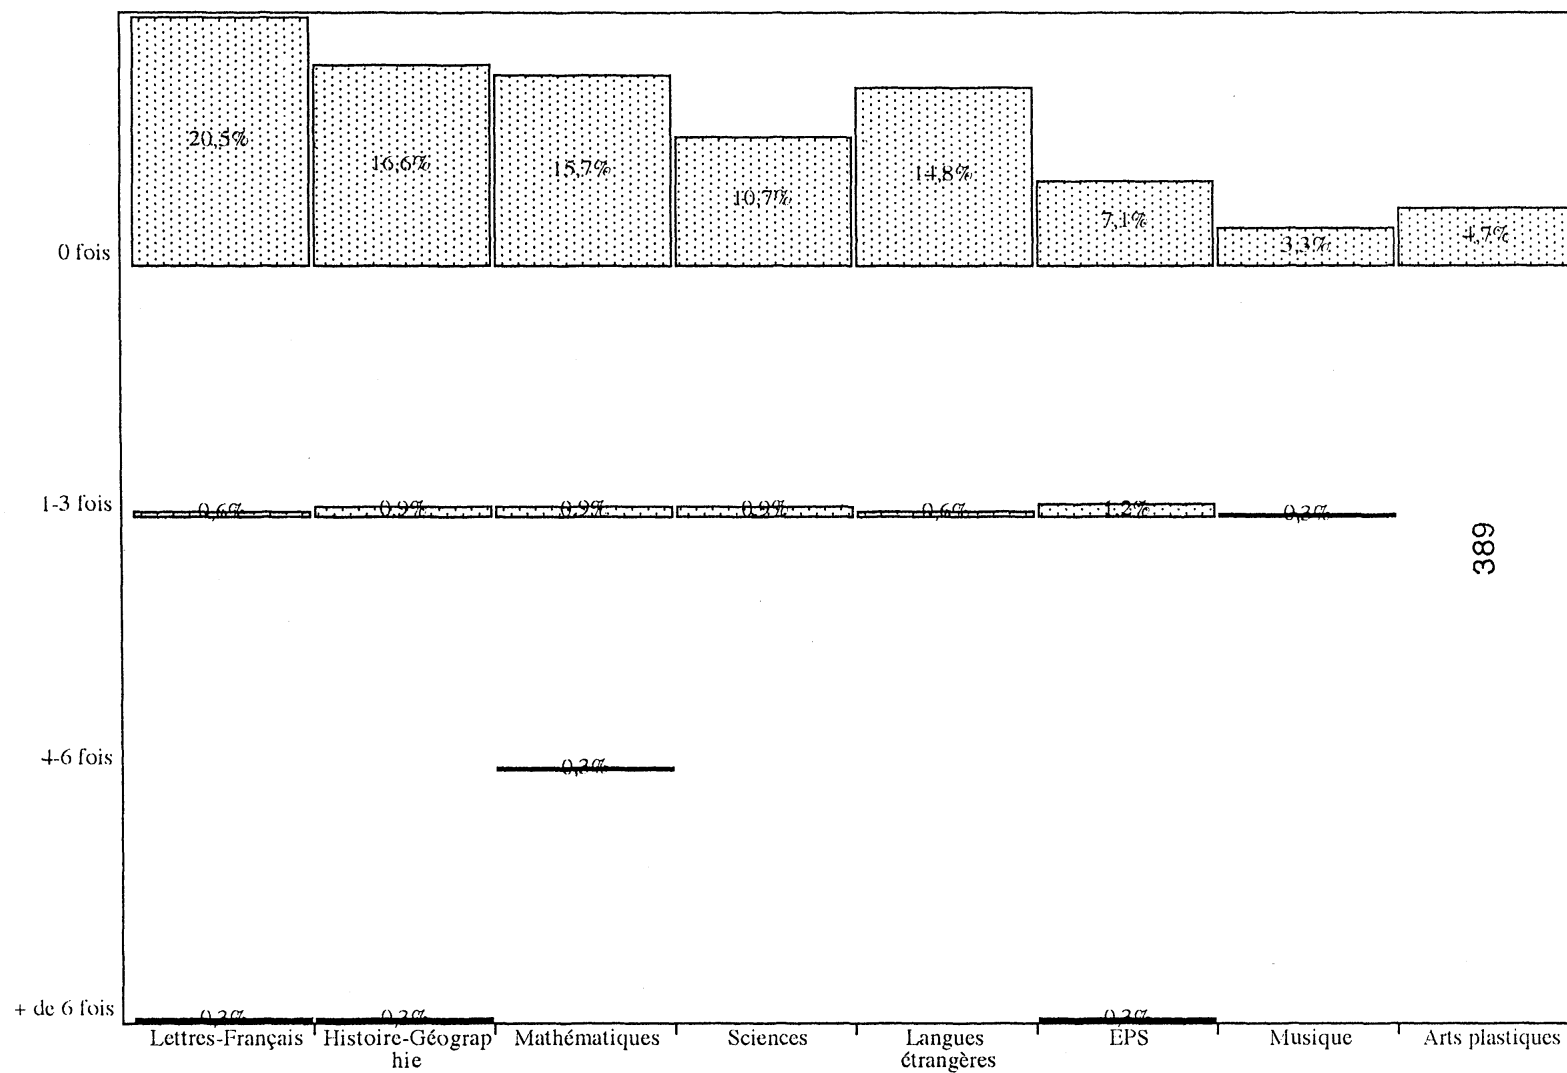 20,5%
16,6%
15,7%
10,7%
14,8%
7,1%
3,3%
4,7%
0 fois
1-3 fois
0,6%
0,9%
0,9%
0,9%
0,6%
1,2%
0,3%
389
4-6 fois
0,3%
+ de 6 fois
0,3%
0,3%
0,3%
Lettres-Français
Histoire-Géograp
hie
Mathématiques
Sciences
Langues
étrangères
EPS
Musique
Arts plastiques